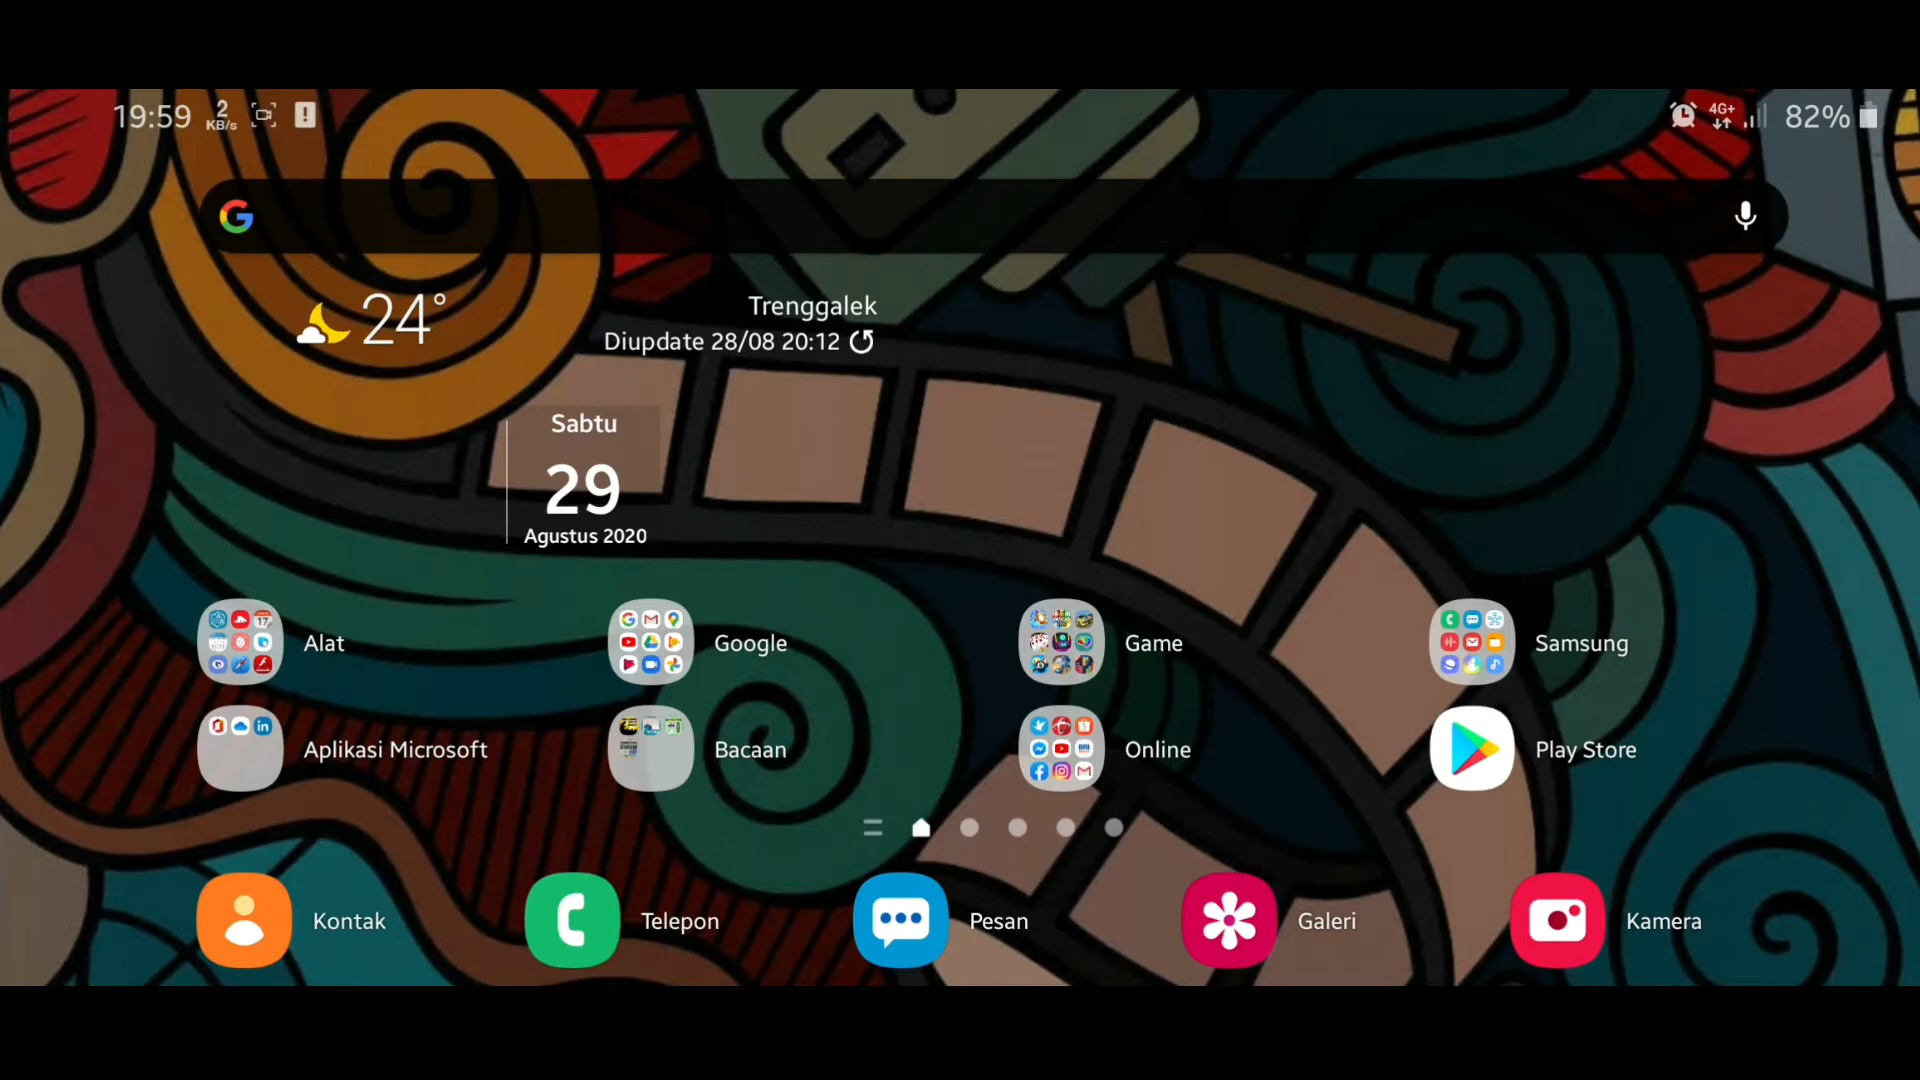 19:59
2
KB/s
4G+
82%
24°
Trenggalek
Diupdate 28/08 20:12
Sabtu
29
Agustus 2020
Alat
Google
Game
Samsung
Aplikasi Microsoft
Bacaan
Online
Play Store
Kontak
Telepon
Pesan
Galeri
Kamera